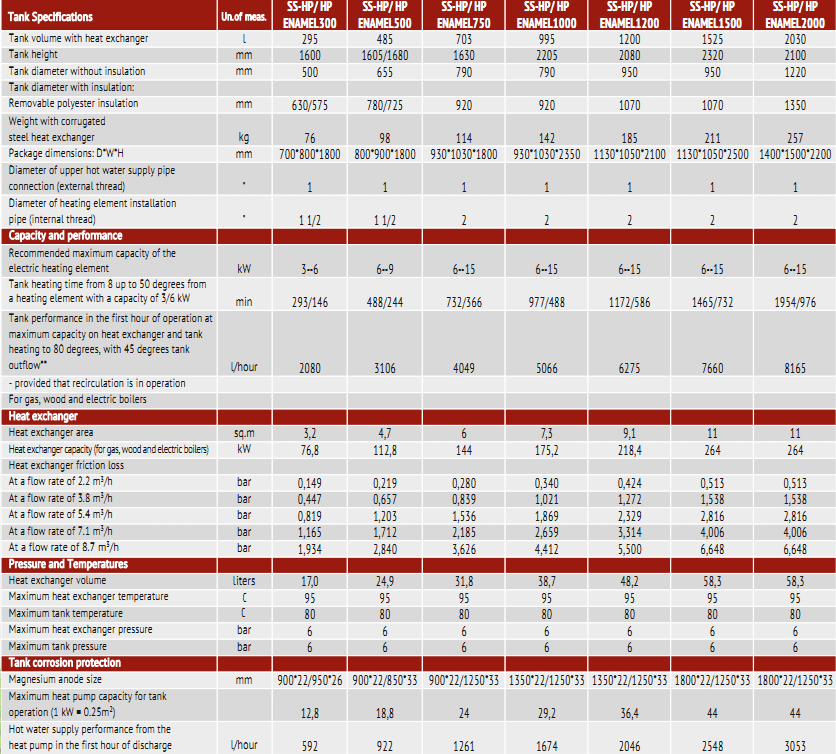 Tank Specifications Un.of meas. SS-HP/ HP ENAMEL300 SS-HP/ HP ENAMEL500 SS-HP/ HP ENAMEL750 SS-HP/ HP ENAMEL1000 SS-HP/ HP ENAMEL1200 SS-HP/ HP ENAMEL1500 SS-HP/ HP ENAMEL2000
Tank volume with heat exchanger l 295 485 703 995 1200 1525 2030
Tank height mm 1600 1605/1680 1630 2205 2080 2320 2100
Tank diameter without insulation mm 500 655 790 790 950 950 1220
Tank diameter with insulation:
Removable polyester insulation mm 630/575 780/725 920 920 1070 1070 1350
Weight with corrugated
steel heat exchanger kg 76 98 114 142 185 211 257
Package dimensions: D*W*H mm 700*800*1800 800*900*1800 930*1030*1800 930*1030*2350 1130*1050*2100 1130*1050*2500 1400*1500*2200
Diameter of upper hot water supply pipe
connection (external thread) " 1 1 1 1 1 1 1
Diameter of heating element installation
pipe (internal thread) " 1 1/2 1 1/2 2 2 2 2 2
Capacity and performance
Recommended maximum capacity of the
electric heating element kW 3--6 6--9 6--15 6--15 6--15 6--15 6--15
Tank heating time from 8 up to 50 degrees from
a heating element with a capacity of 3/6 kW min 293/146 488/244 732/366 977/488 1172/586 1465/732 1954/976
Tank performance in the first hour of operation at
maximum capacity on heat exchanger and tank
heating to 80 degrees, with 45 degrees tank
outflow** l/hour 2080 3106 4049 5066 6275 7660 8165
- provided that recirculation is in operation
For gas, wood and electric boilers
Heat exchanger
Heat exchanger area sq.m 3,2 4,7 6 7,3 9,1 11 11
Heat exchanger capacity (for gas, wood and electric boilers) kW 76,8 112,8 144 175,2 218,4 264 264
Heat exchanger friction loss
At a flow rate of 2.2 m³/h bar 0,149 0,219 0,280 0,340 0,424 0,513 0,513
At a flow rate of 3.8 m³/h bar 0,447 0,657 0,839 1,021 1,272 1,538 1,538
At a flow rate of 5.4 m³/h bar 0,819 1,203 1,536 1,869 2,329 2,816 2,816
At a flow rate of 7.1 m³/h bar 1,165 1,712 2,185 2,659 3,314 4,006 4,006
At a flow rate of 8.7 m³/h bar 1,934 2,840 3,626 4,412 5,500 6,648 6,648
Pressure and Temperatures
Heat exchanger volume liters 17,0 24,9 31,8 38,7 48,2 58,3 58,3
Maximum heat exchanger temperature C 95 95 95 95 95 95 95
Maximum tank temperature C 80 80 80 80 80 80 80
Maximum heat exchanger pressure bar 6 6 6 6 6 6 6
Maximum tank pressure bar 6 6 6 6 6 6 6
Tank corrosion protection
Magnesium anode size mm 900*22/950*26 900*22/850*33 900*22/1250*33 1350*22/1250*33 1350*22/1250*33 1800*22/1250*33 1800*22/1250*33
Maximum heat pump capacity for tank
operation (1 kW = 0.25m²) 12,8 18,8 24 29,2 36,4 44 44
Hot water supply performance from the
heat pump in the first hour of discharge l/hour 592 922 1261 1674 2046 2548 3053